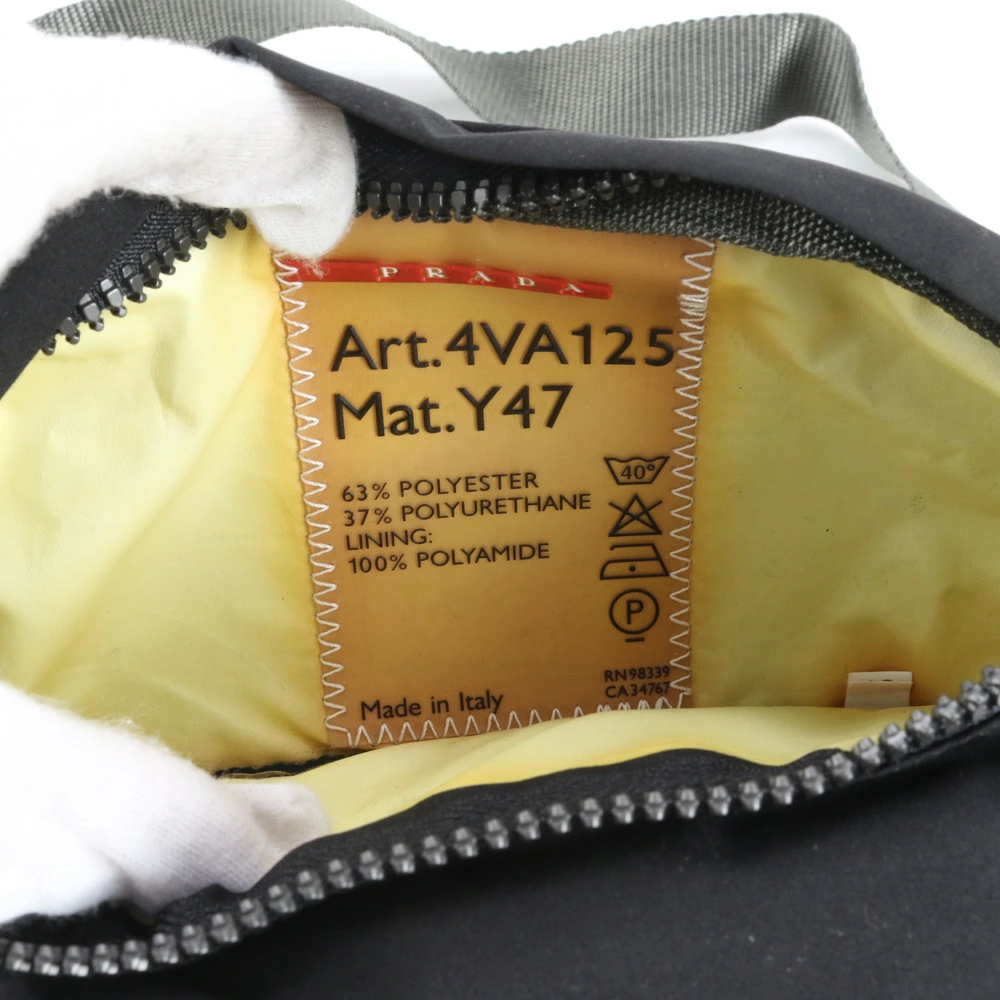 PRADA
Art.4VA125
Mat.Y47
63% POLYESTER
37% POLYURETHANE
LINING:
100% POLYAMIDE
40°
P
RN98339
CA34767
Made in Italy